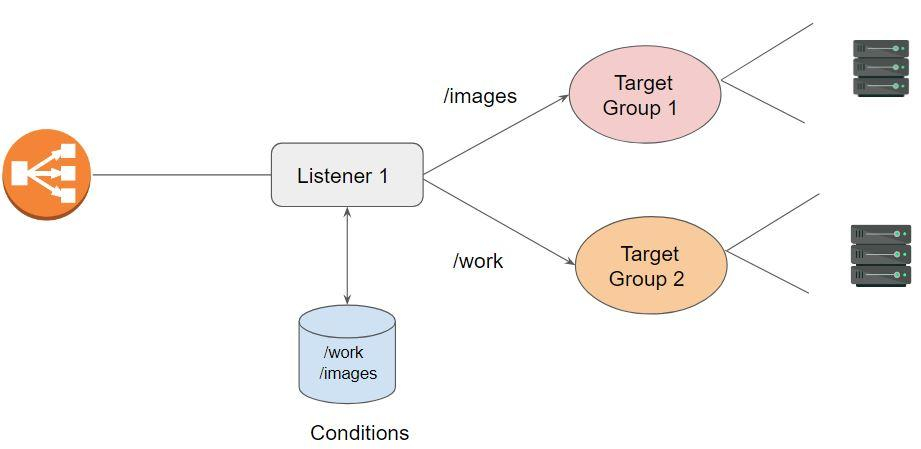 /images
Target
Group 1
Listener 1
/work
Target
Group 2
/work
/images
Conditions